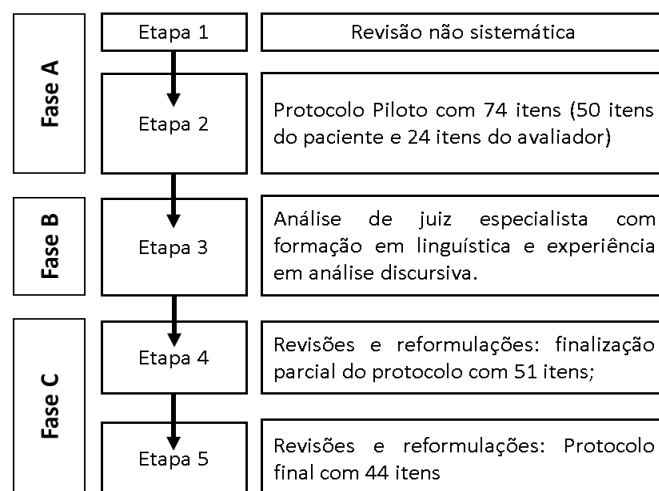 Fase A
Etapa 1
Revisão não sistemática
Etapa 2
Protocolo Piloto com 74 itens (50 itens
do paciente e 24 itens do avaliador)
Fase B
Etapa 3
Análise de juiz especialista com
formação em linguística e experiência
em análise discursiva.
Fase C
Etapa 4
Revisões e reformulações: finalização
parcial do protocolo com 51 itens;
Etapa 5
Revisões e reformulações: Protocolo
final com 44 itens